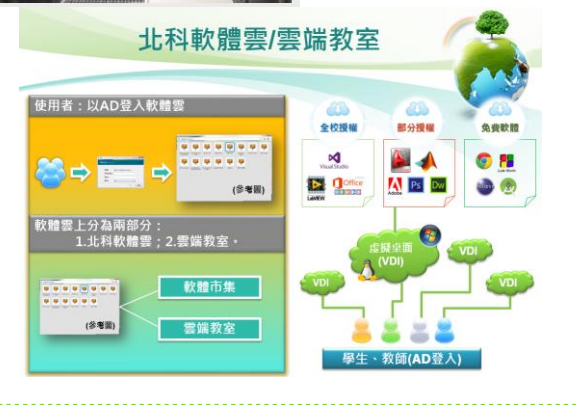 北科軟體雲/雲端教室
使用者：以AD登入軟體雲
(參考圖)
軟體雲上分為兩部分：
1.北科軟體雲；2.雲端教室。
(參考圖)
軟體市集
雲端教室
全校授權
部分授權
免費軟體
Visual Studio
LabVIEW
Office
Adobe
Ps
Dw
虛擬桌面
(VDI)
VDI
VDI
VDI
學生、教師(AD登入)